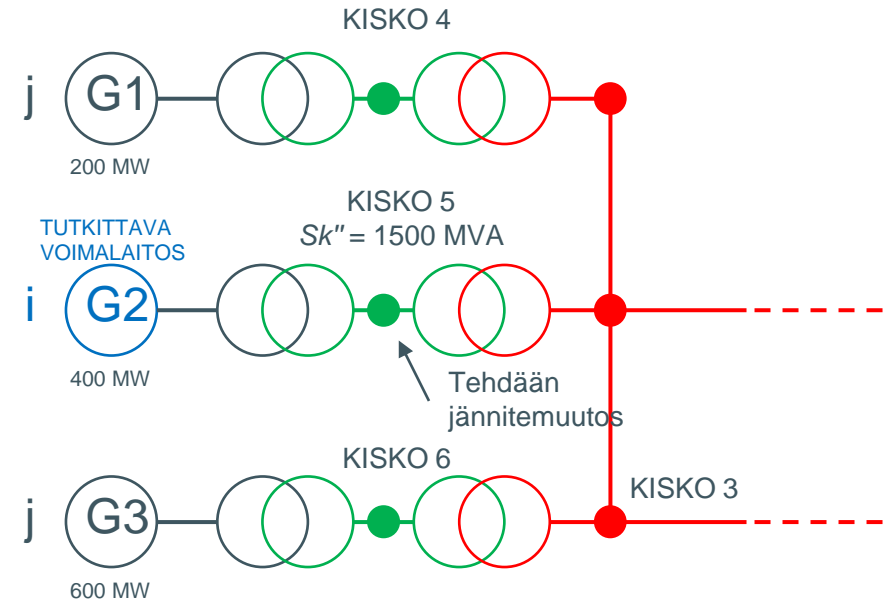 KISKO 4
j
G1
200 MW
KISKO 5
Sk" = 1500 MVA
TUTKITTAVA
VOIMALAITOS
i
G2
400 MW
Tehdään
jännitemuutos
KISKO 6
j
G3
KISKO 3
600 MW